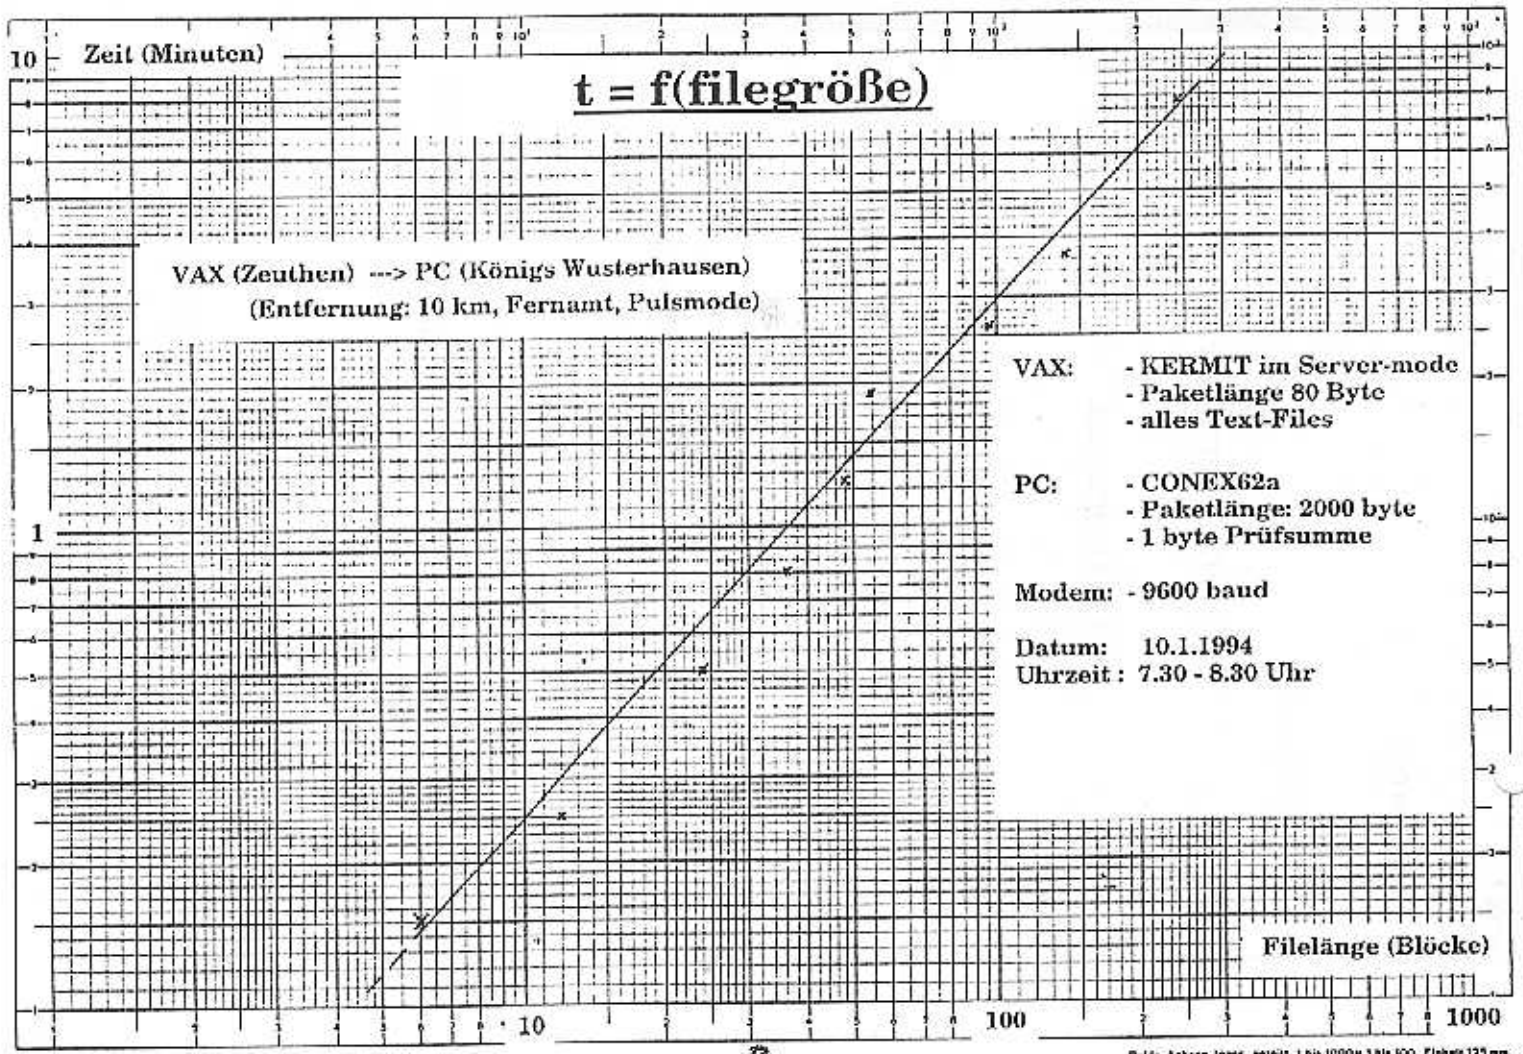 10
Zeit (Minuten)
t = f(filegröße)
VAX (Zeuthen) ---> PC (Königs Wusterhausen)
(Entfernung: 10 km, Fernamt, Pulsmode)
VAX: - KERMIT im Server-mode
- Paketlänge 80 Byte
- alles Text-Files
1
PC: - CONEX62a
- Paketlänge: 2000 byte
- 1 byte Prüfsumme
Modem: - 9600 baud
Datum: 10.1.1994
Uhrzeit : 7.30 - 8.30 Uhr
Filelänge (Blöcke)
10 100 1000